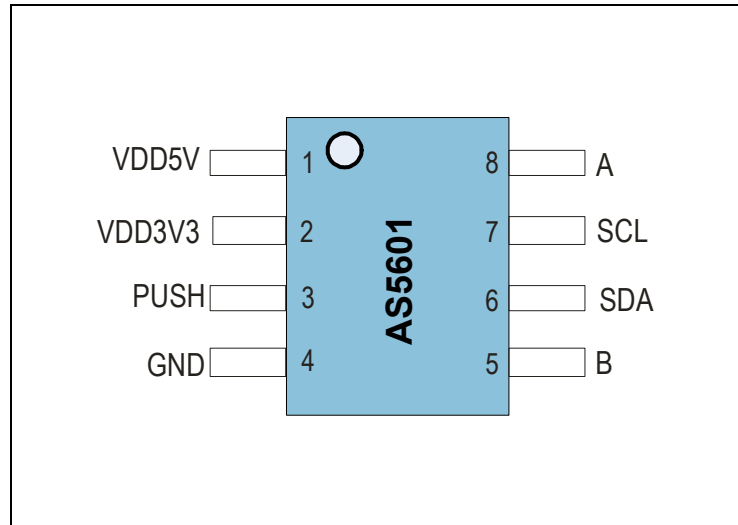 VDD5V 1 8 A
VDD3V3 2 7 SCL
PUSH 3 6 SDA
GND 4 5 B
AS5601